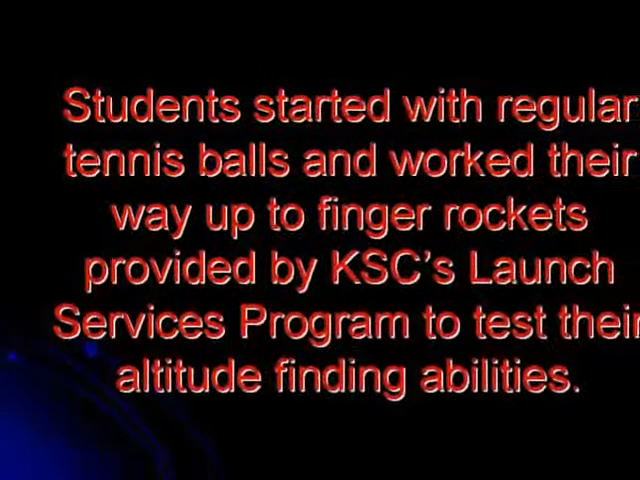 Students started with regular
tennis balls and worked their
way up to finger rockets
provided by KSC's Launch
Services Program to test their
altitude finding abilities.